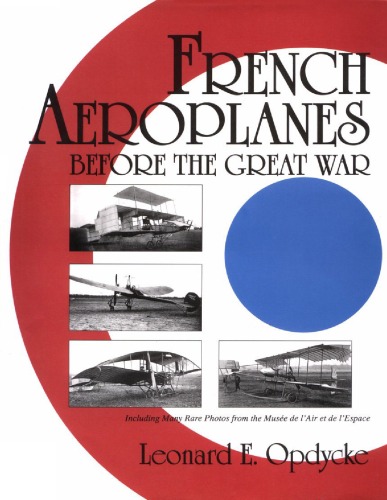 FRENCH
AEROPLANES
BEFORE THE GREAT WAR
Including Many Rare Photos from the Musée de l'Air et de l'Espace
Leonard E. Opdycke